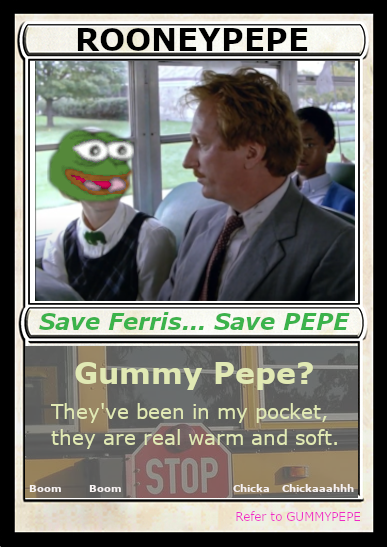 ROONEYPEPE
Save Ferris... Save PEPE
Gummy Pepe?
They've been in my pocket,
they are real warm and soft.
STOP
Boom Boom Chicka Chickaaahhh
Refer to GUMMYPEPE